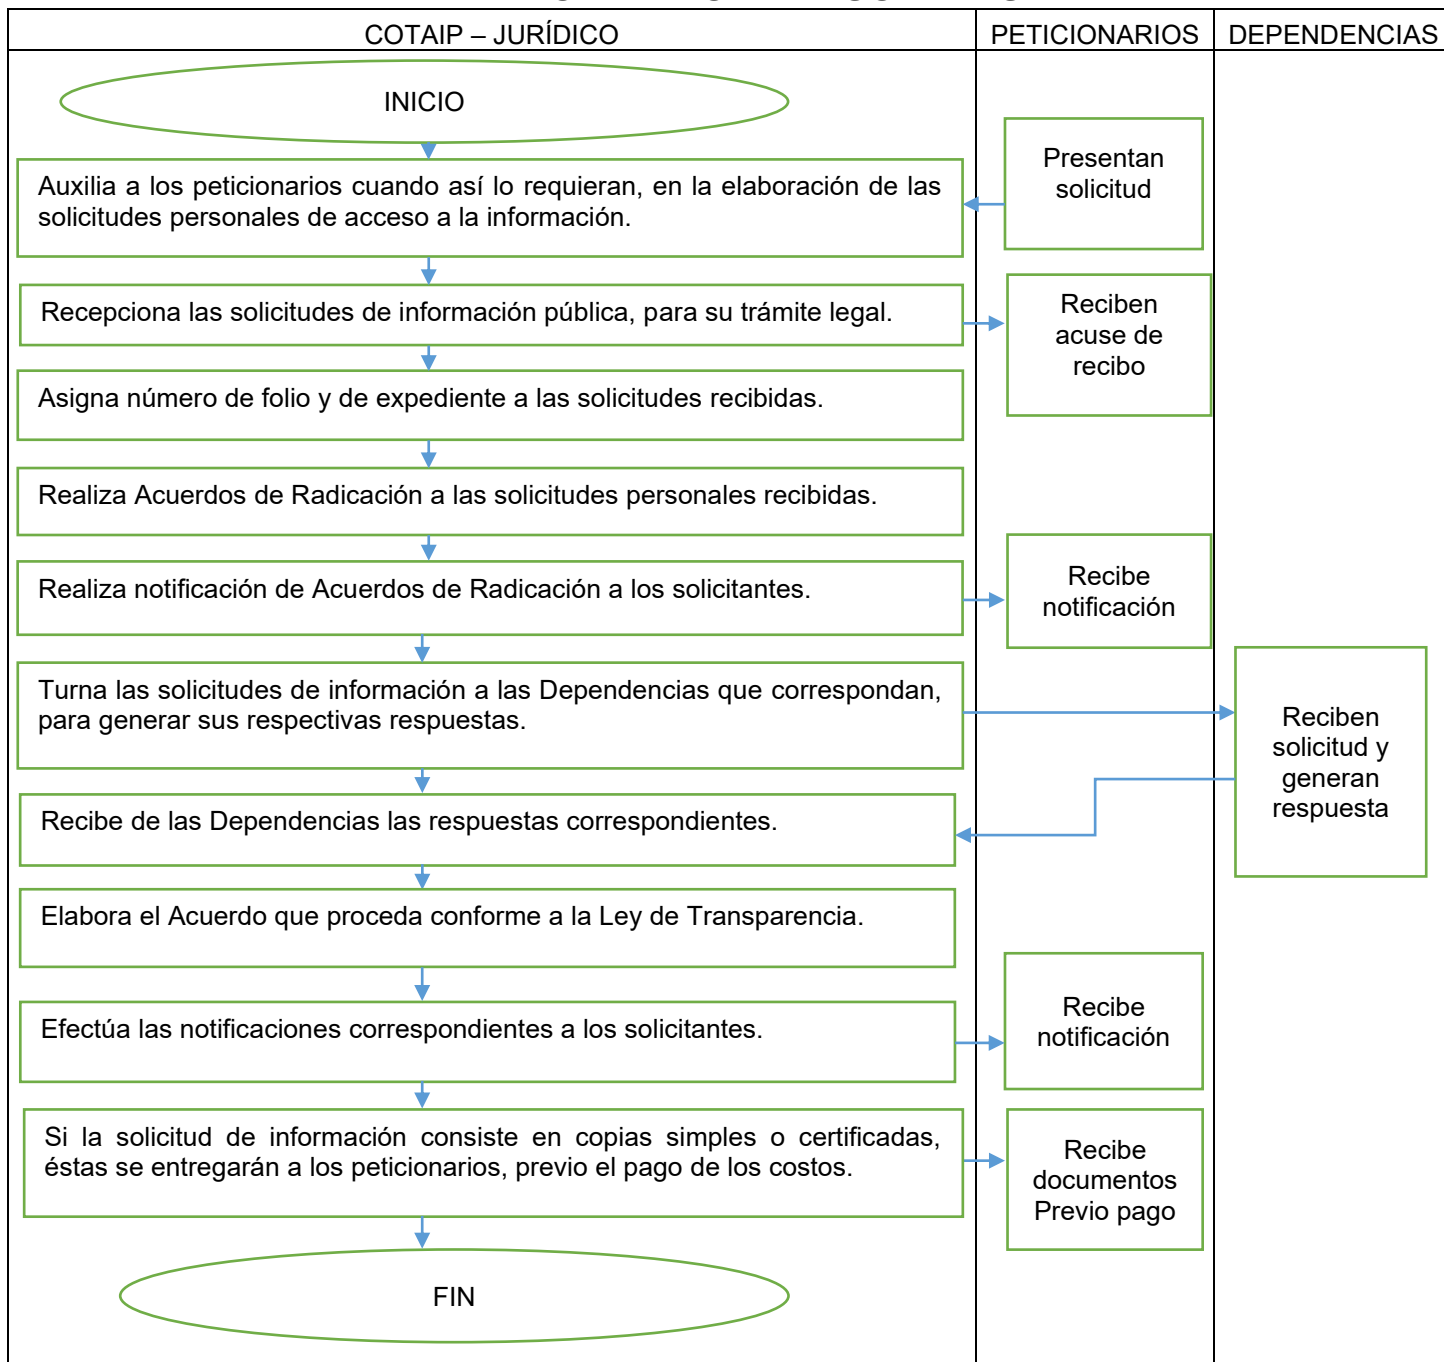 COTAIP – JURÍDICO
PETICIONARIOS
DEPENDENCIAS
INICIO
Presentan
solicitud
Auxilia a los peticionarios cuando así lo requieran, en la elaboración de las
solicitudes personales de acceso a la información.
Recepciona las solicitudes de información pública, para su trámite legal.
Reciben
acuse de
recibo
Asigna número de folio y de expediente a las solicitudes recibidas.
Realiza Acuerdos de Radicación a las solicitudes personales recibidas.
Realiza notificación de Acuerdos de Radicación a los solicitantes.
Recibe
notificación
Turna las solicitudes de información a las Dependencias que correspondan,
para generar sus respectivas respuestas.
Reciben
solicitud y
generan
respuesta
Recibe de las Dependencias las respuestas correspondientes.
Elabora el Acuerdo que proceda conforme a la Ley de Transparencia.
Efectúa las notificaciones correspondientes a los solicitantes.
Recibe
notificación
Si la solicitud de información consiste en copias simples o certificadas,
éstas se entregarán a los peticionarios, previo el pago de los costos.
Recibe
documentos
Previo pago
FIN